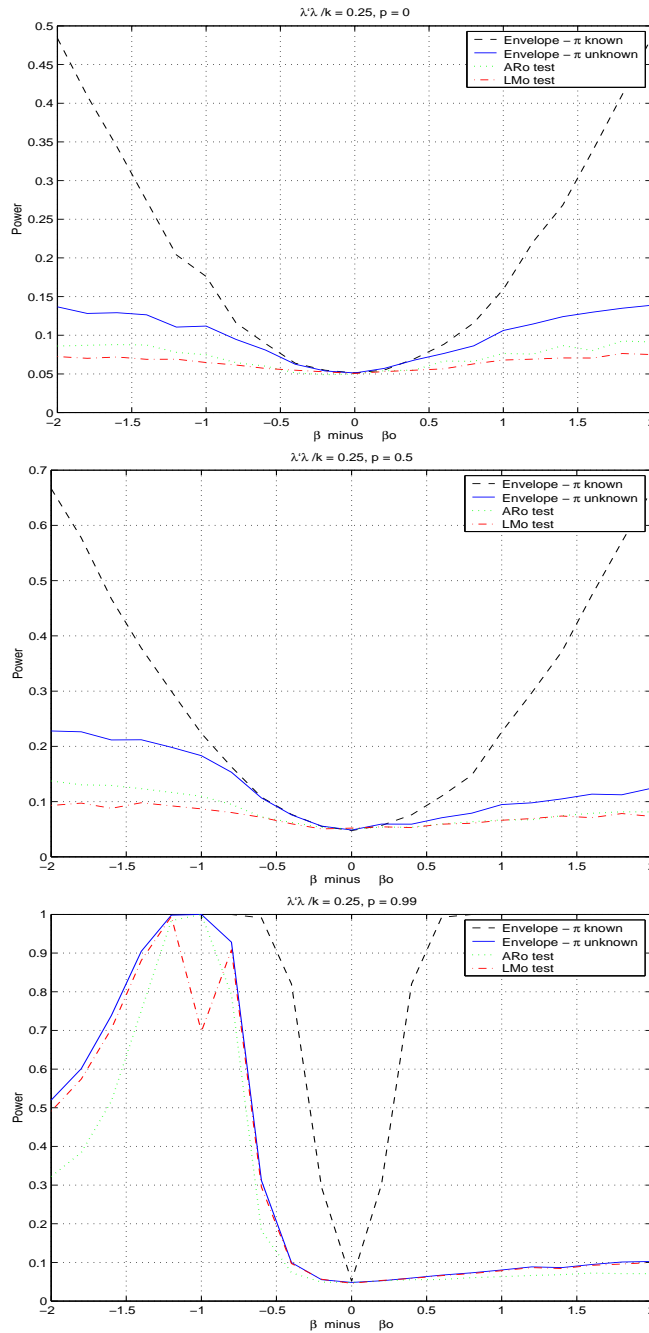 λ'λ /k = 0.25, p = 0
0.5
0.45
0.4
0.35
0.3
0.25
0.2
0.15
0.1
0.05
0
Power
Envelope − π known
Envelope − π unknown
ARo test
LMo test
−2 −1.5 −1 −0.5 0 0.5 1 1.5 2
β minus βo
λ'λ /k = 0.25, p = 0.5
0.7
0.6
0.5
0.4
0.3
0.2
0.1
0
Power
Envelope − π known
Envelope − π unknown
ARo test
LMo test
−2 −1.5 −1 −0.5 0 0.5 1 1.5 2
β minus βo
λ'λ /k = 0.25, p = 0.99
1
0.9
0.8
0.7
0.6
0.5
0.4
0.3
0.2
0.1
0
Power
Envelope − π known
Envelope − π unknown
ARo test
LMo test
−2 −1.5 −1 −0.5 0 0.5 1 1.5 2
β minus βo